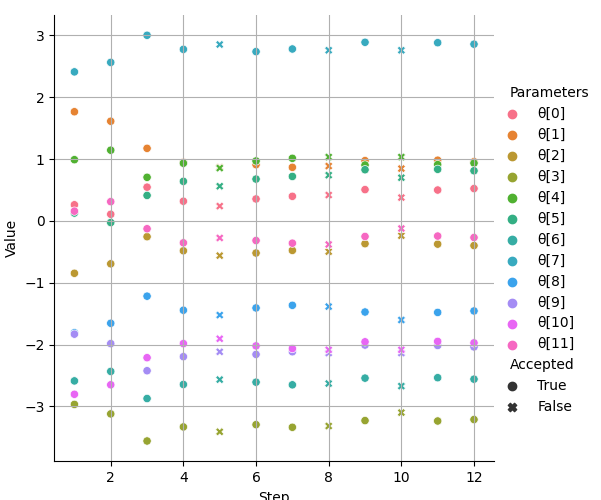 3
2
1
0
−1
−2
−3
Value
2
4
6
8
10
12
Step
Parameters
θ[0]
θ[1]
θ[2]
θ[3]
θ[4]
θ[5]
θ[6]
θ[7]
θ[8]
θ[9]
θ[10]
θ[11]
Accepted
True
False